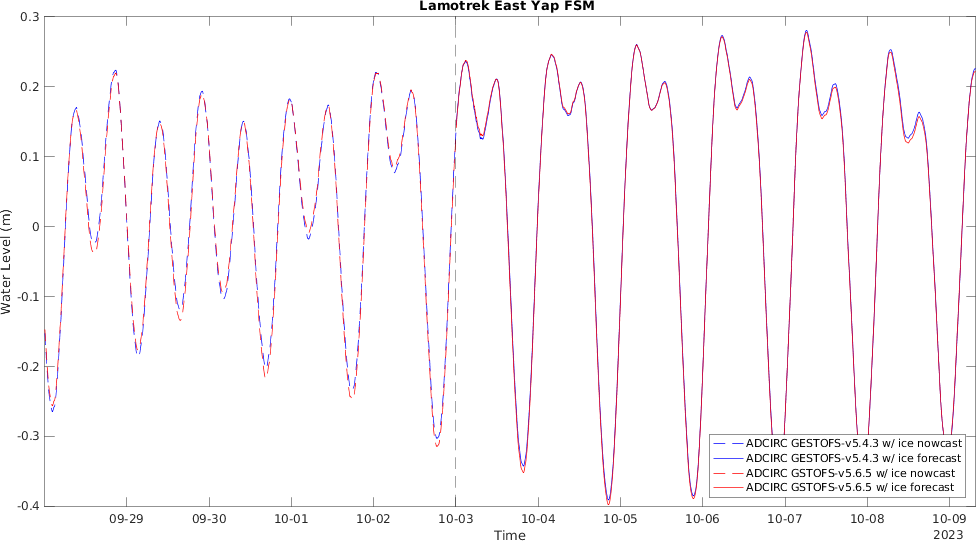 Lamotrek East Yap FSM
0.3
0.2
0.1
0
-0.1
-0.2
-0.3
-0.4
Water Level (m)
ADCIRC GESTOFS-v5.4.3 w/ ice nowcast
ADCIRC GESTOFS-v5.4.3 w/ ice forecast
ADCIRC GSTOFS-v5.6.5 w/ ice nowcast
ADCIRC GSTOFS-v5.6.5 w/ ice forecast
09-29 09-30 10-01 10-02 10-03 10-04 10-05 10-06 10-07 10-08 10-09
2023
Time